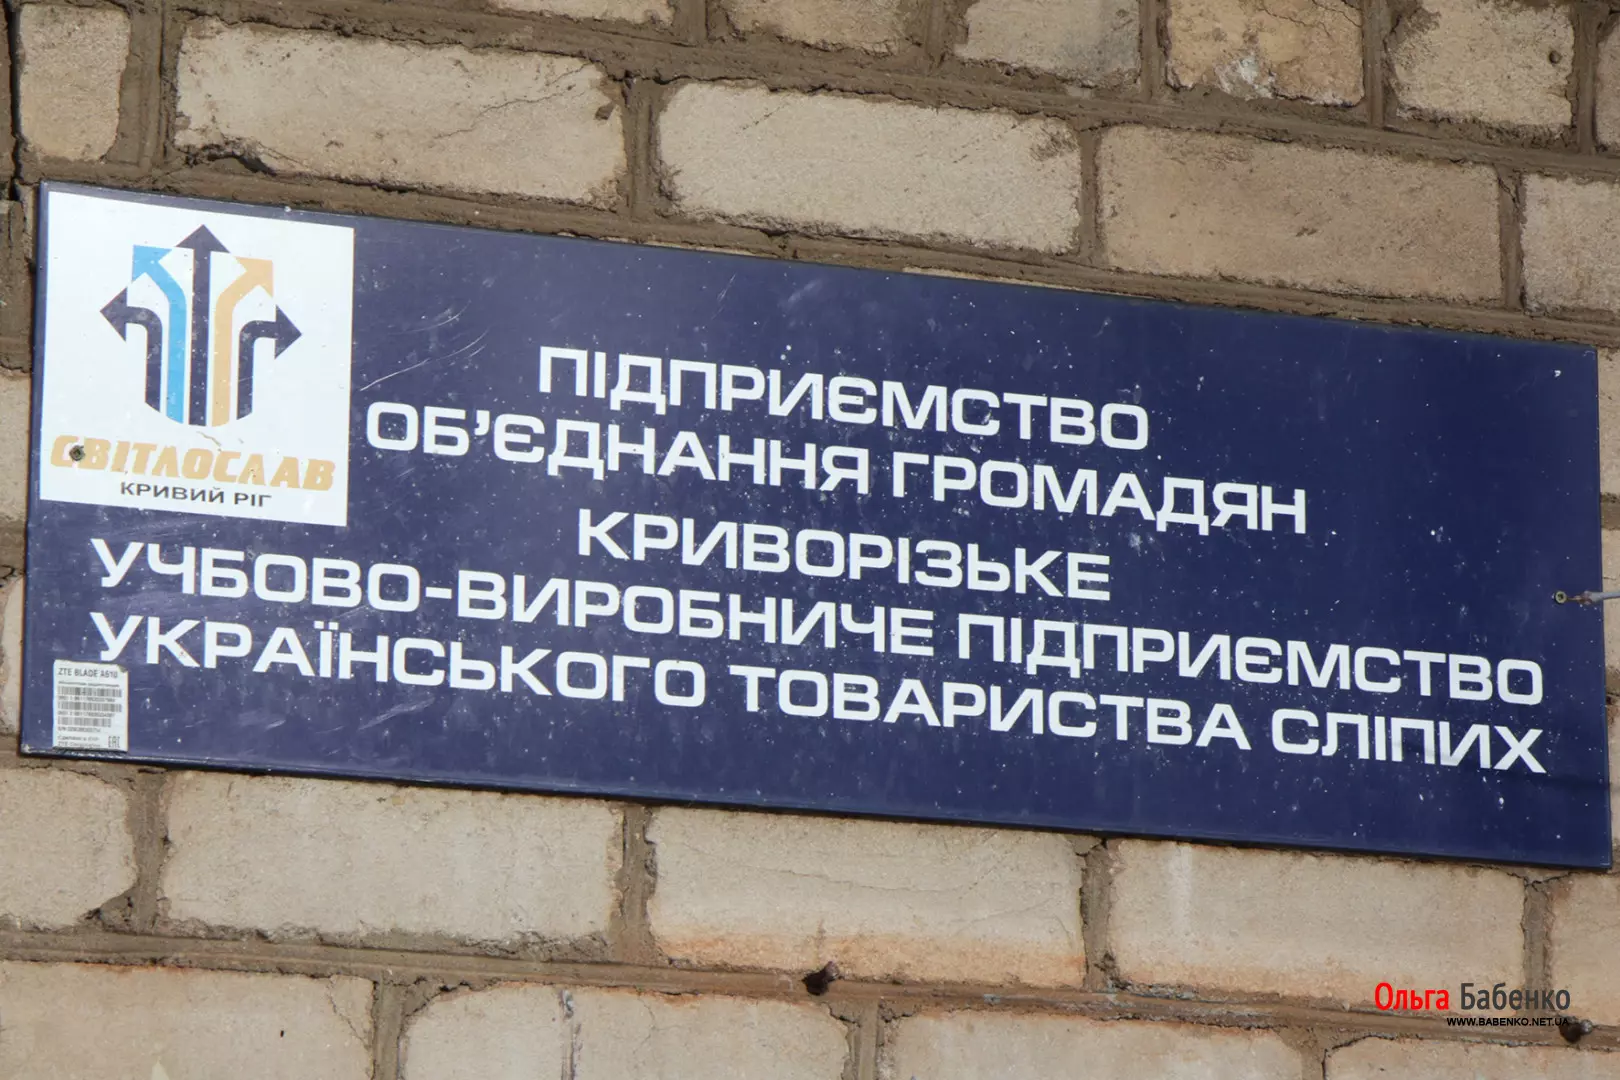 СВІТЛОСЛАВ
КРИВИЙ РІГ
ПІДПРИЄМСТВО
ОБ’ЄДНАННЯ ГРОМАДЯН
КРИВОРІЗЬКЕ
УЧБОВО-ВИРОБНИЧЕ ПІДПРИЄМСТВО
УКРАЇНСЬКОГО ТОВАРИСТВА СЛІПИХ
ZTE BLADE A510
EAC
Ольга Бабенко
WWW.BABENKO.NET.UA